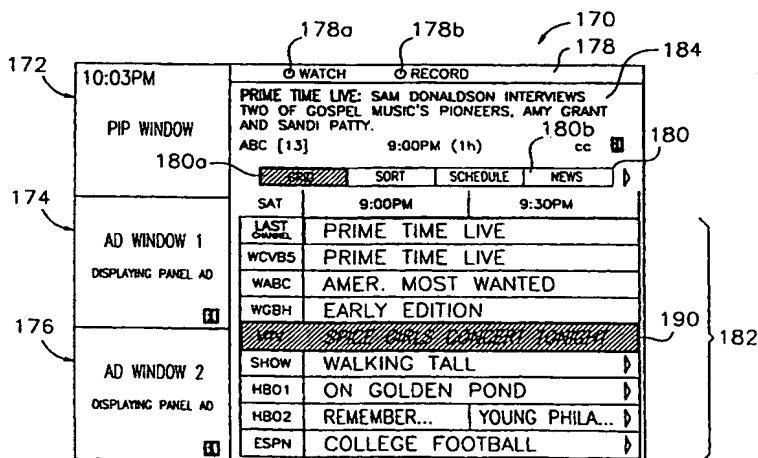 170
178a 178b 178
184
172
10:03PM
WATCH RECORD
PRIME TIME LIVE: SAM DONALDSON INTERVIEWS
TWO OF GOSPEL MUSIC'S PIONEERS, AMY GRANT
AND SANDI PATTY.
PIP WINDOW
180b
ABC [13] 9:00PM (1h) CC
180
180a
GRID SORT SCHEDULE NEWS
174
SAT 9:00PM 9:30PM
AD WINDOW 1
DISPLAYING PANEL AD
LAST CHANNEL PRIME TIME LIVE
WCVB5 PRIME TIME LIVE
WABC AMER. MOST WANTED
WGBH EARLY EDITION
176
MTV SPICE GIRLS CONCERT TONIGHT
190
182
AD WINDOW 2
DISPLAYING PANEL AD
SHOW WALKING TALL
HBO1 ON GOLDEN POND
HBO2 REMEMBER... YOUNG PHILA...
ESPN COLLEGE FOOTBALL